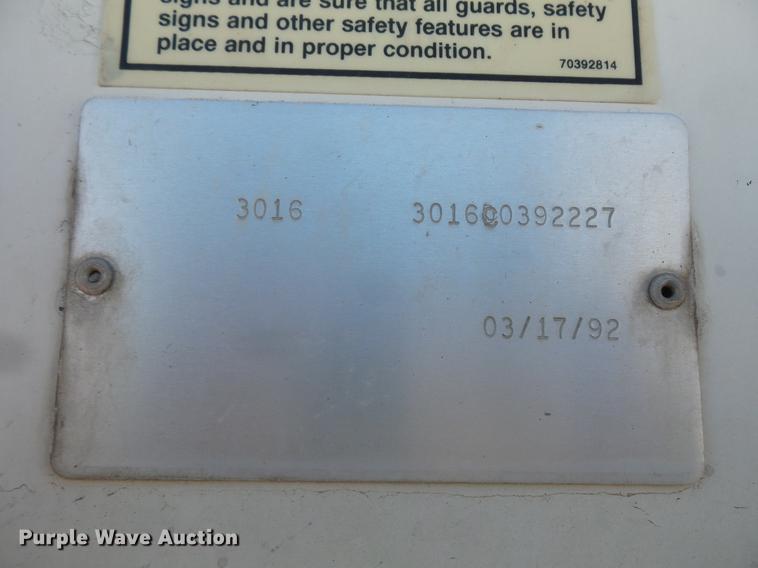 signs and are sure that all guards, safety
signs and other safety features are in
place and in proper condition.
70392814
3016 3016C0392227
03/17/92
Purple Wave Auction